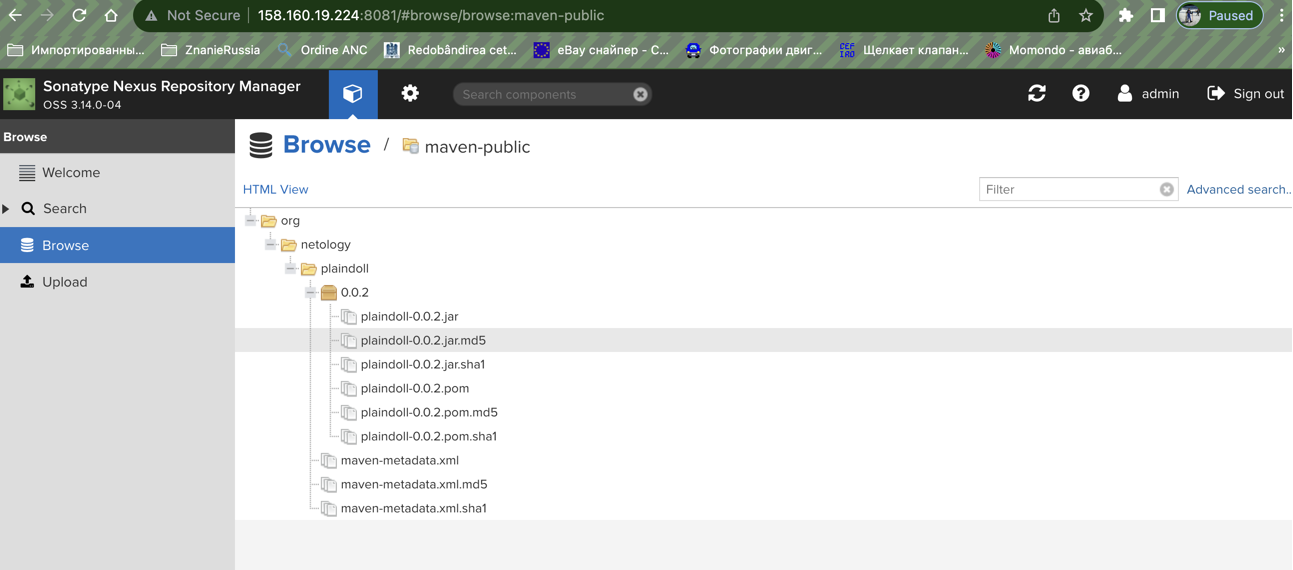 Not Secure 158.160.19.224:8081/#browse/browse:maven-public Paused
Импортированны... ZnanieRussia Ordine ANC Redobândirea cet... eBay снайпер - С... Фотографии двиг... CEFIRO Щелкает клапан... Momondo - авиаб... »
Sonatype Nexus Repository Manager
OSS 3.14.0-04
Search components
admin Sign out
Browse
Welcome
Search
Browse
Upload
Browse / maven-public
HTML View
Filter
Advanced search..
org
netology
plaindoll
0.0.2
plaindoll-0.0.2.jar
plaindoll-0.0.2.jar.md5
plaindoll-0.0.2.jar.sha1
plaindoll-0.0.2.pom
plaindoll-0.0.2.pom.md5
plaindoll-0.0.2.pom.sha1
maven-metadata.xml
maven-metadata.xml.md5
maven-metadata.xml.sha1